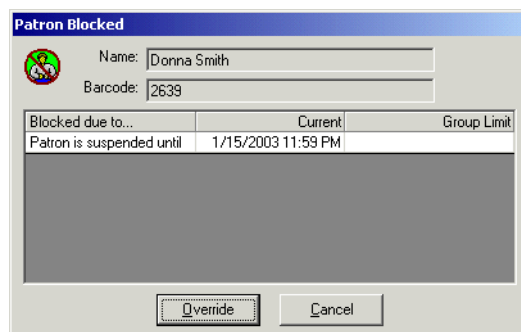 Patron Blocked
Name: Donna Smith
Barcode: 2639
Blocked due to... Current Group Limit
Patron is suspended until 1/15/2003 11:59 PM
Override Cancel